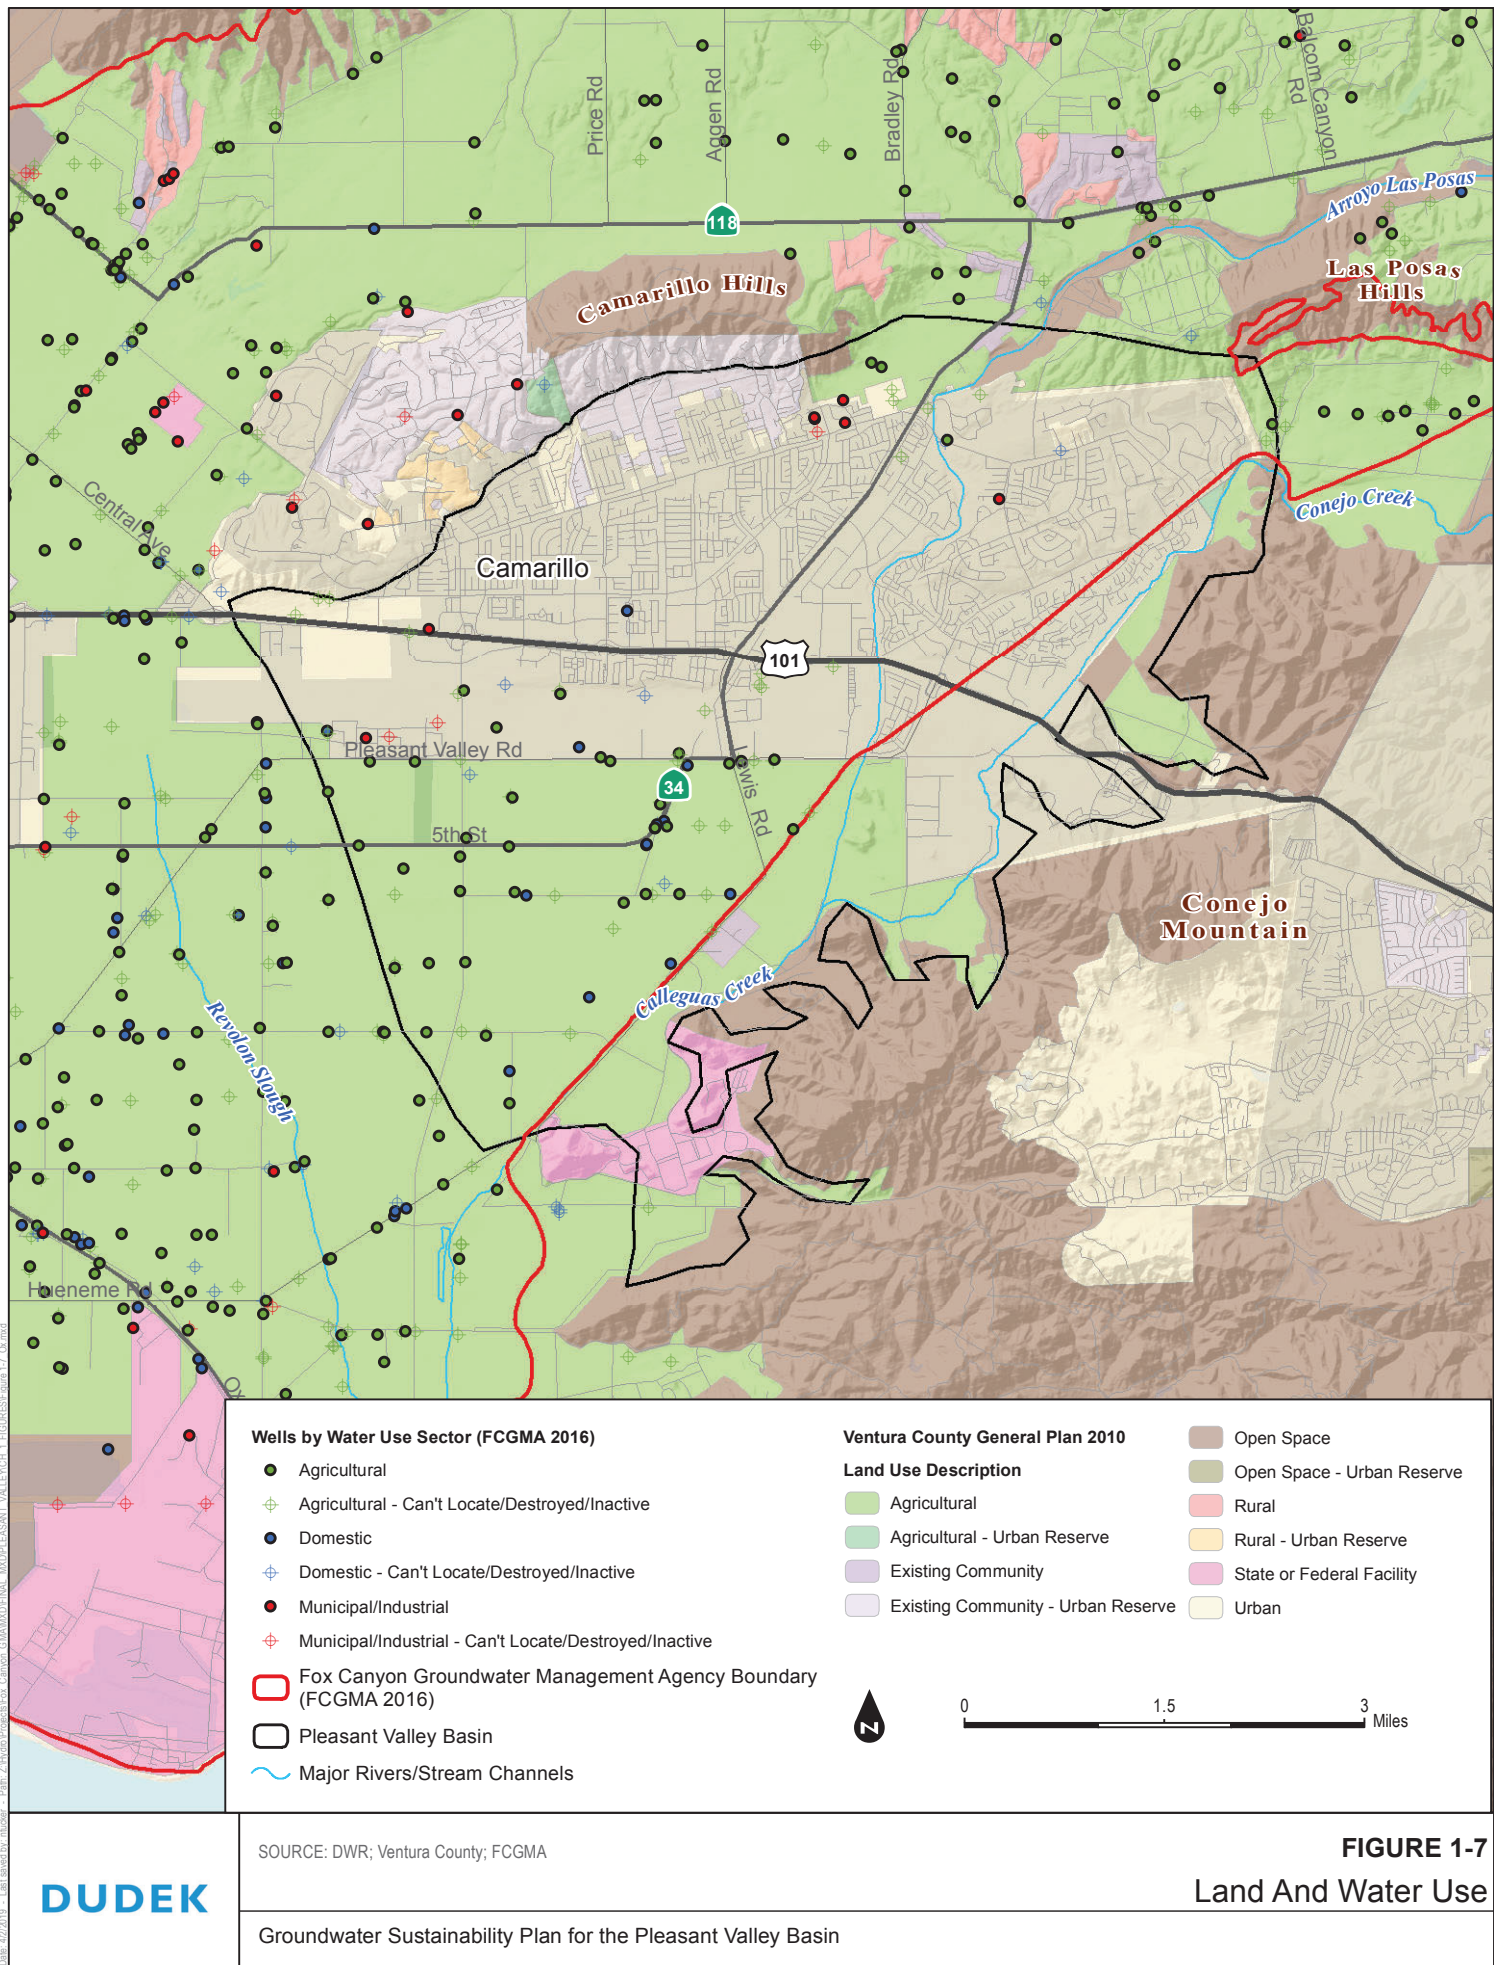 Price Rd
Aggen Rd
Bradley Rd
Balcom Canyon
Rd
118
Arroyo Las Posas
Las Posas
Hills
Camarillo Hills
Central Ave
Conejo Creek
Camarillo
101
Pleasant Valley Rd
34
Lewis Rd
5th St
Conejo
Mountain
Calleguas Creek
Revolon Slough
Hueneme Rd
Wells by Water Use Sector (FCGMA 2016)
Agricultural
Agricultural - Can't Locate/Destroyed/Inactive
Domestic
Domestic - Can't Locate/Destroyed/Inactive
Municipal/Industrial
Municipal/Industrial - Can't Locate/Destroyed/Inactive
Fox Canyon Groundwater Management Agency Boundary
(FCGMA 2016)
Pleasant Valley Basin
Major Rivers/Stream Channels
Ventura County General Plan 2010
Land Use Description
Agricultural
Agricultural - Urban Reserve
Existing Community
Existing Community - Urban Reserve
Open Space
Open Space - Urban Reserve
Rural
Rural - Urban Reserve
State or Federal Facility
Urban
N
0 1.5 3
Miles
DUDEK
SOURCE: DWR; Ventura County; FCGMA
FIGURE 1-7
Land And Water Use
Groundwater Sustainability Plan for the Pleasant Valley Basin